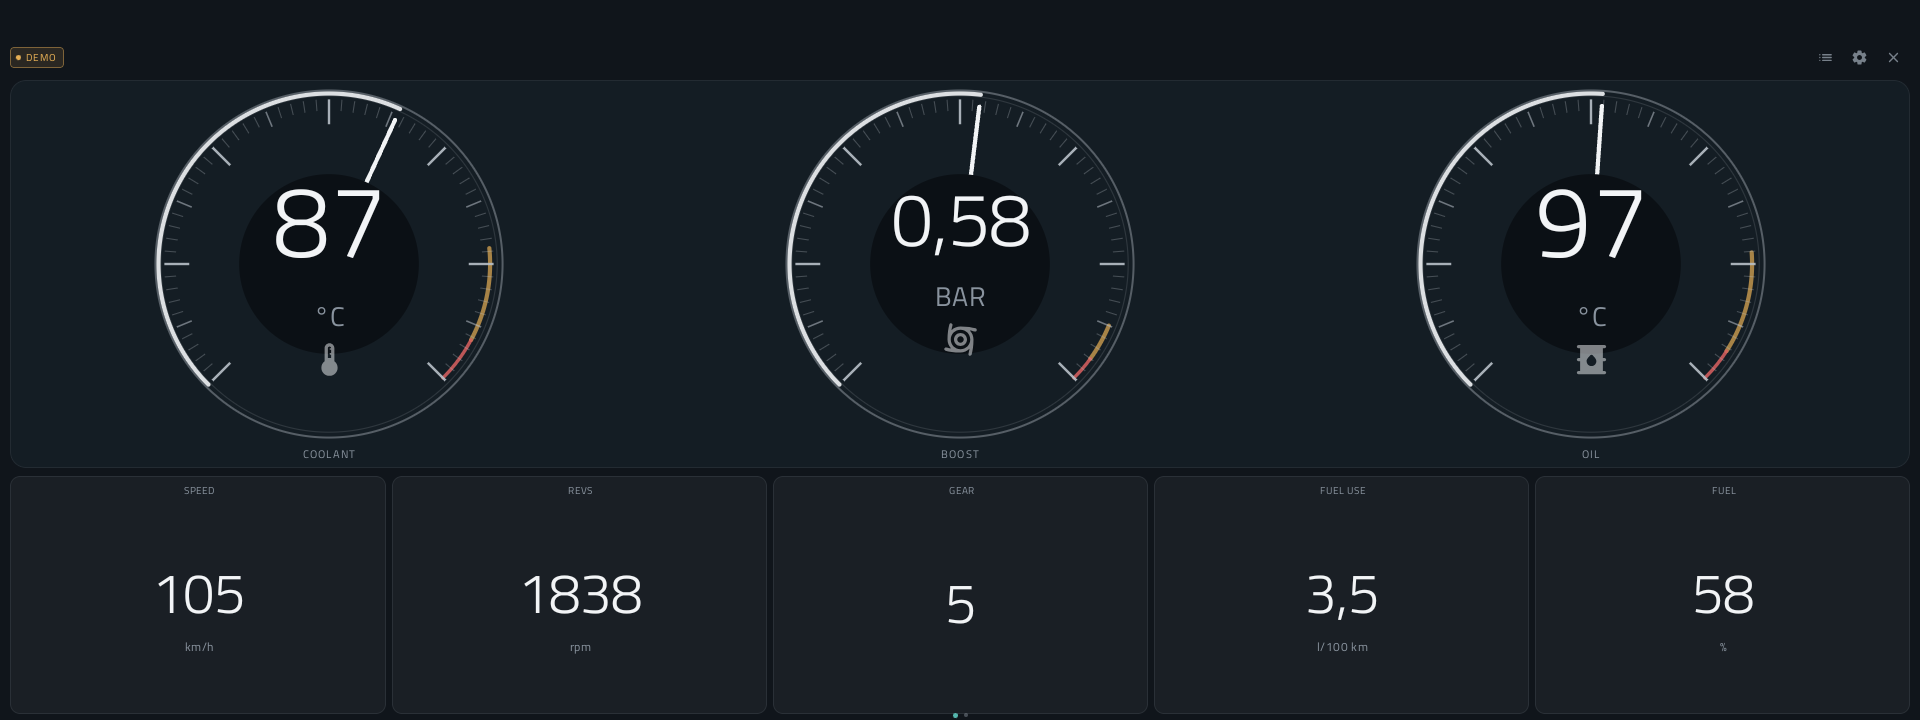 DEMO
87
°C
COOLANT
0,58
BAR
BOOST
97
°C
OIL
SPEED
105
km/h
REVS
1838
rpm
GEAR
5
FUEL USE
3,5
l/100 km
FUEL
58
%